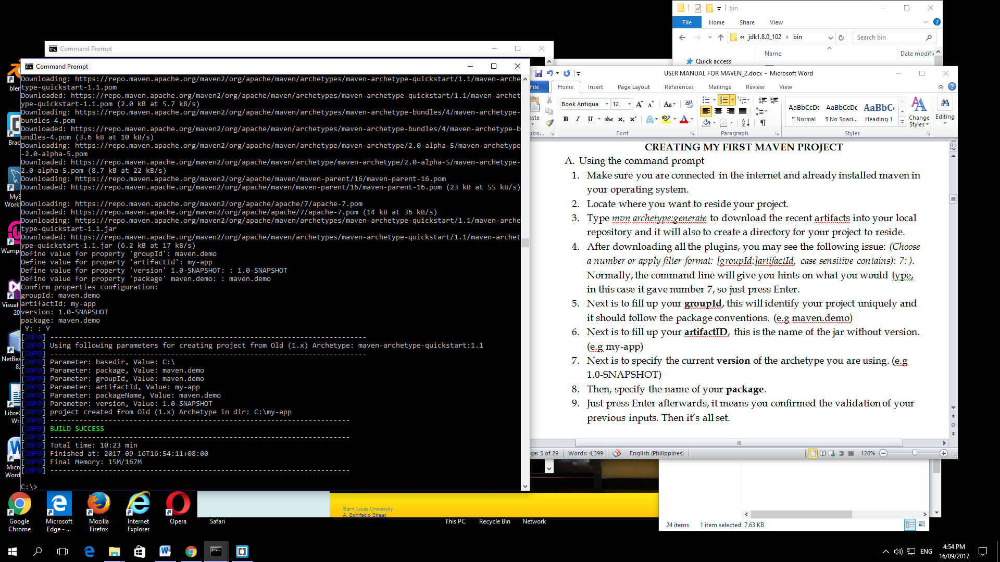 Command Prompt
Command Prompt
Downloading: https://repo.maven.apache.org/maven2/org/apache/maven/archetypes/maven-archetype-quickstart/1.1/maven-arche
type-quickstart-1.1.pom
Downloaded: https://repo.maven.apache.org/maven2/org/apache/maven/archetypes/maven-archetype-quickstart/1.1/maven-archet
ype-quickstart-1.1.pom (2.0 kB at 5.7 kB/s)
Downloading: https://repo.maven.apache.org/maven2/org/apache/maven/archetypes/maven-archetype-bundles/4/maven-archetype-
bundles-4.pom
Downloaded: https://repo.maven.apache.org/maven2/org/apache/maven/archetypes/maven-archetype-bundles/4/maven-archetype-b
undles-4.pom (3.6 kB at 10 kB/s)
Downloading: https://repo.maven.apache.org/maven2/org/apache/maven/archetype/maven-archetype/2.0-alpha-5/maven-archetype
-2.0-alpha-5.pom
Downloaded: https://repo.maven.apache.org/maven2/org/apache/maven/archetype/maven-archetype/2.0-alpha-5/maven-archetype-
2.0-alpha-5.pom (8.7 kB at 22 kB/s)
Downloading: https://repo.maven.apache.org/maven2/org/apache/maven/maven-parent/16/maven-parent-16.pom
Downloaded: https://repo.maven.apache.org/maven2/org/apache/maven/maven-parent/16/maven-parent-16.pom (23 kB at 55 kB/s)
Downloading: https://repo.maven.apache.org/maven2/org/apache/apache/7/apache-7.pom
Downloaded: https://repo.maven.apache.org/maven2/org/apache/apache/7/apache-7.pom (14 kB at 36 kB/s)
Downloading: https://repo.maven.apache.org/maven2/org/apache/maven/archetypes/maven-archetype-quickstart/1.1/maven-arche
type-quickstart-1.1.jar
Downloaded: https://repo.maven.apache.org/maven2/org/apache/maven/archetypes/maven-archetype-quickstart/1.1/maven-archet
ype-quickstart-1.1.jar (6.2 kB at 17 kB/s)
Define value for property 'groupId': maven.demo
Define value for property 'artifactId': my-app
Define value for property 'version' 1.0-SNAPSHOT: : 1.0-SNAPSHOT
Define value for property 'package' maven.demo: : maven.demo
Confirm properties configuration:
groupId: maven.demo
artifactId: my-app
version: 1.0-SNAPSHOT
package: maven.demo
Y: : Y
[INFO] ----------------------------------------------------------------------------
[INFO] Using following parameters for creating project from Old (1.x) Archetype: maven-archetype-quickstart:1.1
[INFO] ----------------------------------------------------------------------------
[INFO] Parameter: basedir, Value: C:\
[INFO] Parameter: package, Value: maven.demo
[INFO] Parameter: groupId, Value: maven.demo
[INFO] Parameter: artifactId, Value: my-app
[INFO] Parameter: packageName, Value: maven.demo
[INFO] Parameter: version, Value: 1.0-SNAPSHOT
[INFO] project created from Old (1.x) Archetype in dir: C:\my-app
[INFO] ------------------------------------------------------------------------
[INFO] BUILD SUCCESS
[INFO] ------------------------------------------------------------------------
[INFO] Total time: 10:23 min
[INFO] Finished at: 2017-09-16T16:54:11+08:00
[INFO] Final Memory: 15M/167M
[INFO] ------------------------------------------------------------------------
C:\>
bin
File Home Share View
« jdk1.8.0_102 > bin
Search bin
Name
Date modifi
Quick access
USER MANUAL FOR MAVEN_2.docx - Microsoft Word
File Home Insert Page Layout References Mailings Review View
Book Antiqua 12
AaBbCcDc AaBbCcDc AaBbC
¶ Normal ¶ No Spaci... Heading 1
Change Styles
Editing
Font
Paragraph
Styles
CREATING MY FIRST MAVEN PROJECT
A. Using the command prompt
1. Make sure you are connected in the internet and already installed maven in
your operating system.
2. Locate where you want to reside your project.
3. Type mvn archetype:generate to download the recent artifacts into your local
repository and it will also to create a directory for your project to reside.
4. After downloading all the plugins, you may see the following issue: (Choose
a number or apply filter format: [groupId:]artifactId, case sensitive contains): 7: ).
Normally, the command line will give you hints on what you would type,
in this case it gave number 7, so just press Enter.
5. Next is to fill up your groupId, this will identify your project uniquely and
it should follow the package conventions. (e.g maven.demo)
6. Next is to fill up your artifactID, this is the name of the jar without version.
(e.g my-app)
7. Next is to specify the current version of the archetype you are using. (e.g
1.0-SNAPSHOT)
8. Then, specify the name of your package.
9. Just press Enter afterwards, it means you confirmed the validation of your
previous inputs. Then it's all set.
ge: 5 of 29
Words: 4,399
English (Philippines)
120%
24 items
1 item selected 7.63 KB
blen
Brac
MyS
Work
Wamps
Visual
20
NetBea
8.
LibreO
Wri
Micro
Word
Saint Louis University
A. Bonifacio Street
Google Chrome
Microsoft Edge - ...
Mozilla Firefox
Internet Explorer
Opera
Safari
This PC
Recycle Bin
Network
ENG
4:54 PM
16/09/2017